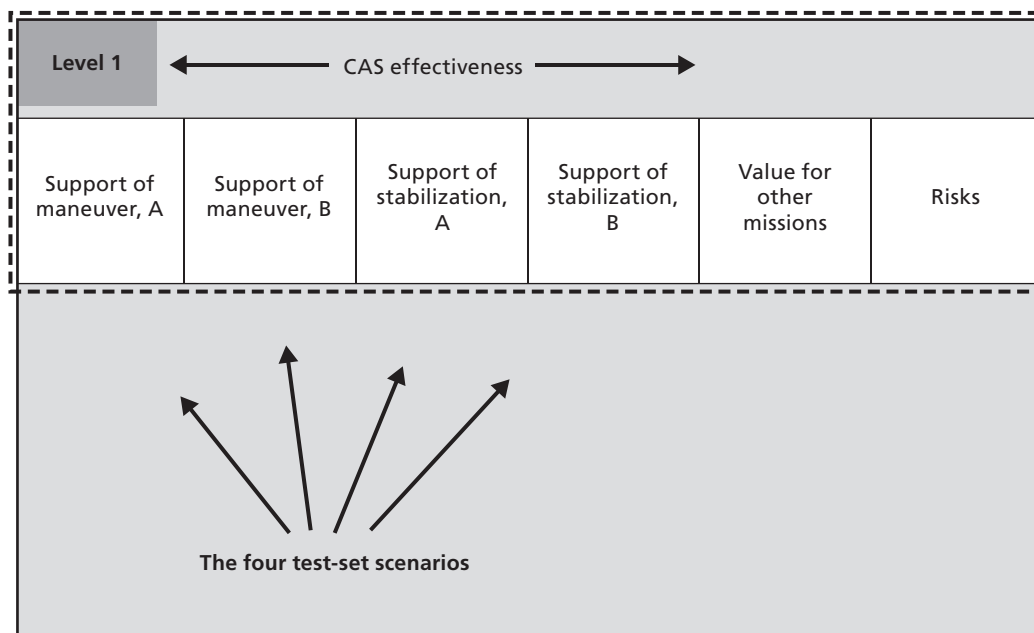 Level 1
CAS effectiveness
Support of
maneuver, A
Support of
maneuver, B
Support of
stabilization,
A
Support of
stabilization,
B
Value for
other
missions
Risks
The four test-set scenarios